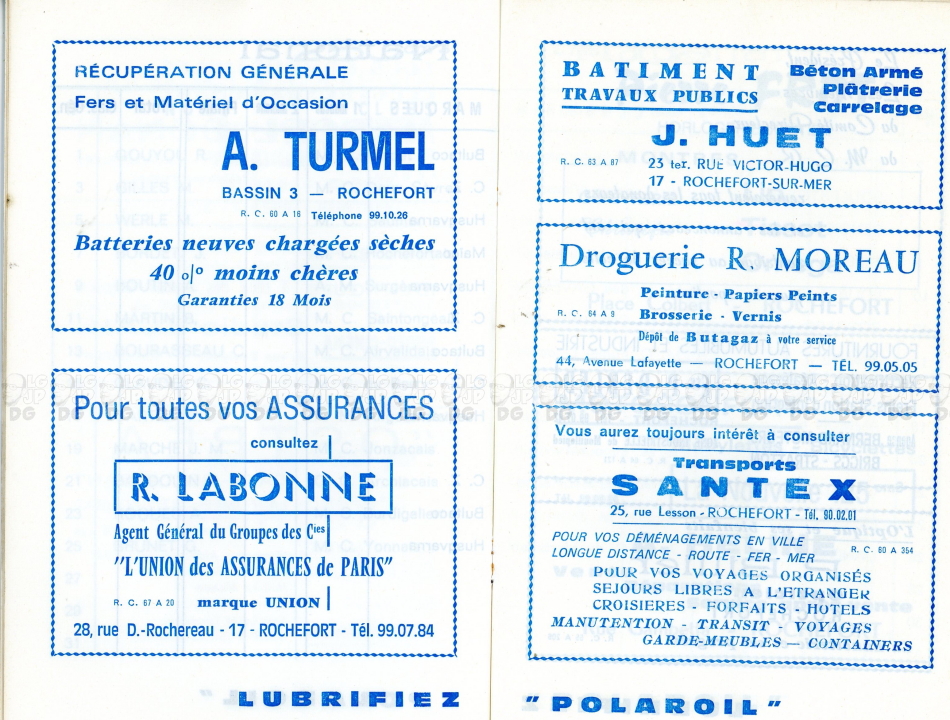 RÉCUPÉRATION GÉNÉRALE
Fers et Matériel d'Occasion
A. TURMEL
BASSIN 3 — ROCHEFORT
R. C. 60 A 16 Téléphone 99.10.26
Batteries neuves chargées sèches
40 o/o moins chères
Garanties 18 Mois
Pour toutes vos ASSURANCES
consultez
R. LABONNE
Agent Général du Groupes des Cies
"L'UNION des ASSURANCES de PARIS"
R. C. 67 A 20 marque UNION
28, rue D.-Rochereau - 17 - ROCHEFORT - Tél. 99.07.84
LUBRIFIEZ
BATIMENT
TRAVAUX PUBLICS
Béton Armé
Plâtrerie
Carrelage
J. HUET
R. C. 63 A 87 23 ter. RUE VICTOR-HUGO
17 - ROCHEFORT-SUR-MER
Droguerie R. MOREAU
Peinture - Papiers Peints
R. C. 64 A 9 Brosserie - Vernis
Dépôt de Butagaz à votre service
44, Avenue Lafayette — ROCHEFORT — TÉL. 99.05.05
Vous aurez toujours intérêt à consulter
Transports
SANTEX
25, rue Lesson - ROCHEFORT - Tél. 90.02.01
POUR VOS DÉMÉNAGEMENTS EN VILLE
LONGUE DISTANCE - ROUTE - FER - MER
R. C. 60 A 354
POUR VOS VOYAGES ORGANISÉS
SEJOURS LIBRES A L'ETRANGER
CROISIERES - FORFAITS - HOTELS
MANUTENTION - TRANSIT - VOYAGES
GARDE-MEUBLES — CONTAINERS
" POLAROIL "